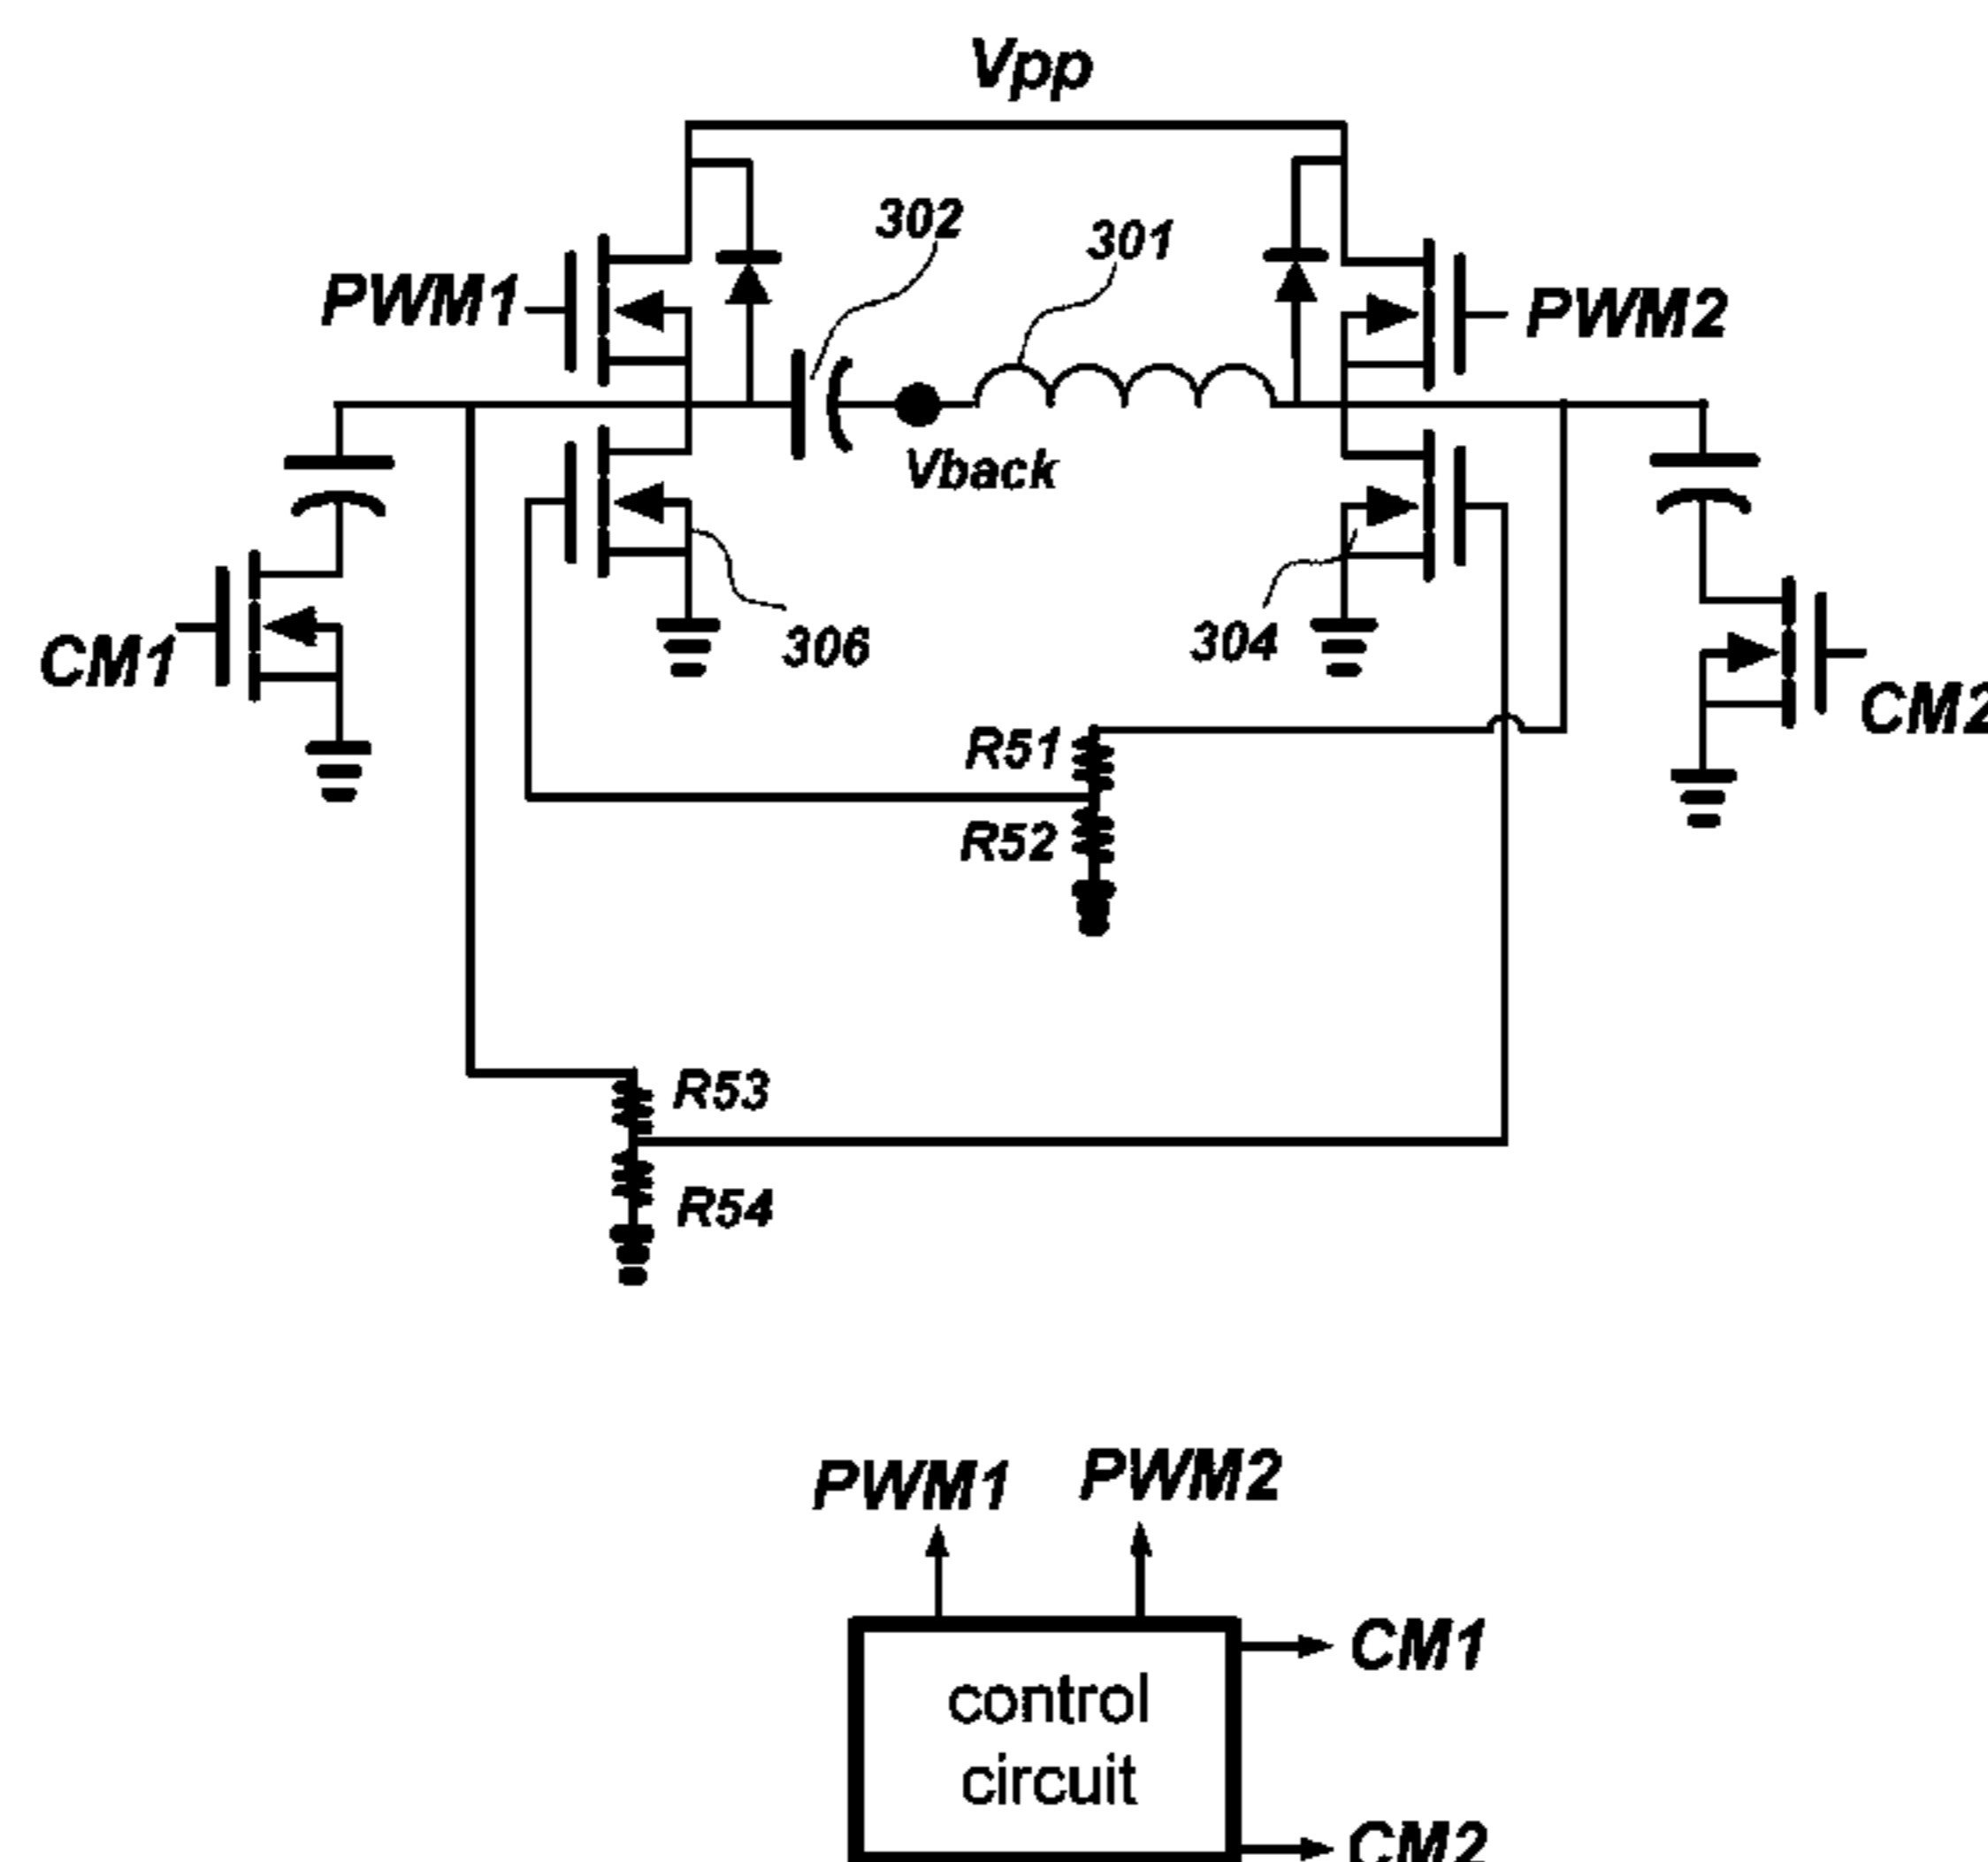 Vpp
302
301
PWM1
PWM2
Vback
306
304
CM1
CM2
R51
R52
R53
R54
PWM1
PWM2
control
circuit
CM1
CM2